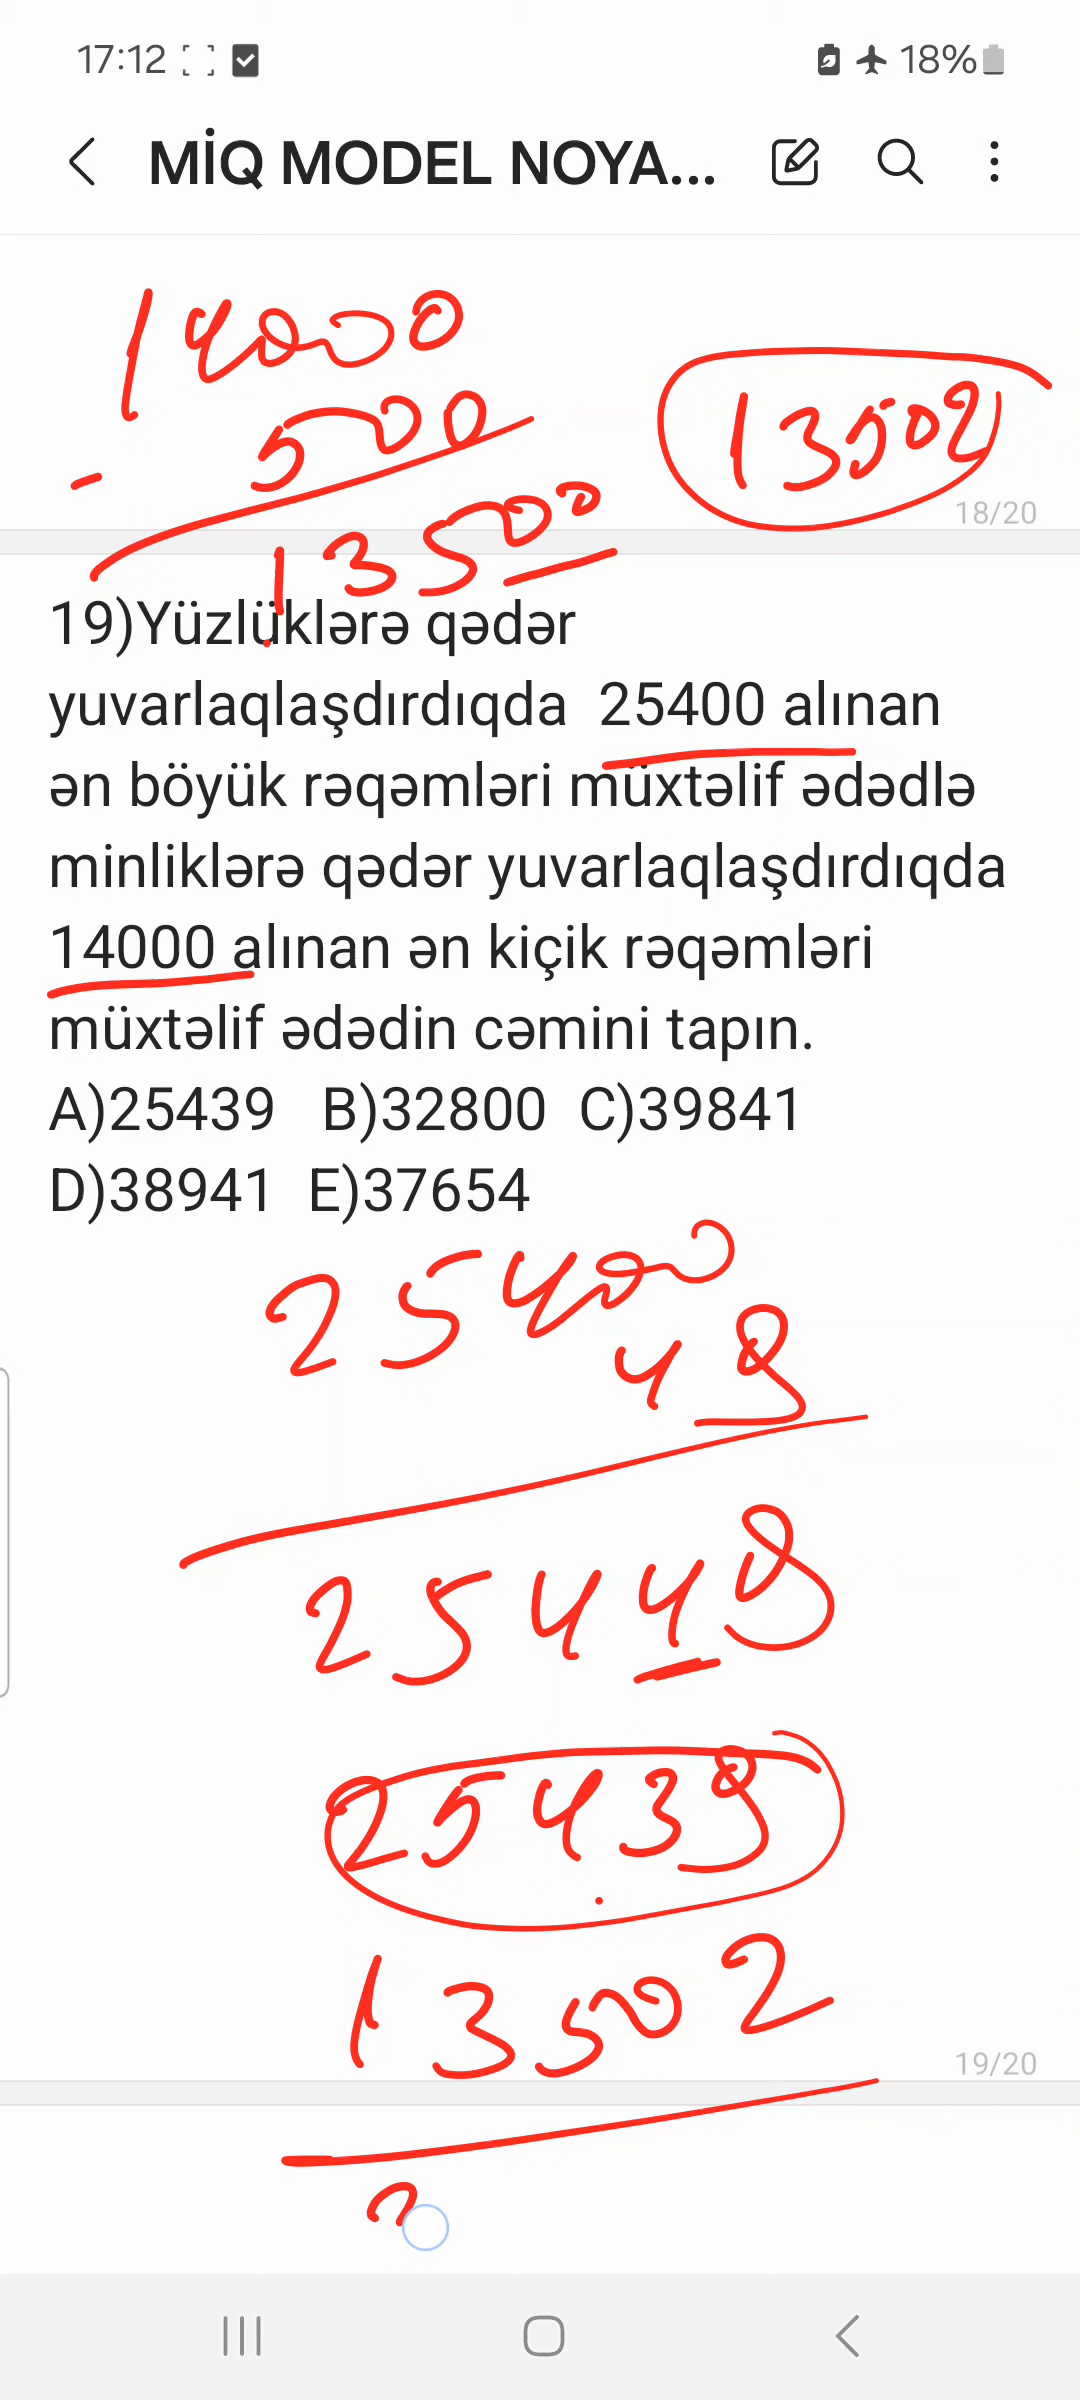 17:12
18%
MİQ MODEL NOYA...
14000
- 500
13500
13502
18/20
19)Yüzlüklərə qədər
yuvarlaqlaşdırdıqda 25400 alınan
ən böyük rəqəmləri müxtəlif ədədlə
minliklərə qədər yuvarlaqlaşdırdıqda
14000 alınan ən kiçik rəqəmləri
müxtəlif ədədin cəmini tapın.
A)25439 B)32800 C)39841
D)38941 E)37654
25400
49
25449
25439
13502
19/20